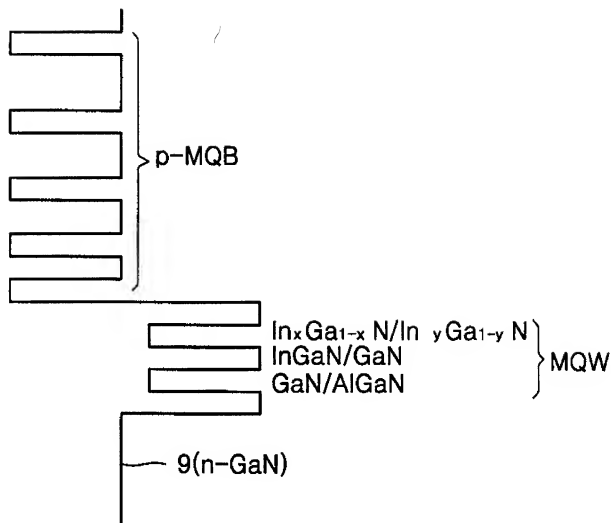 p-MQB
InxGa1-x N/In yGa1-y N
InGaN/GaN
GaN/AlGaN
MQW
9(n-GaN)